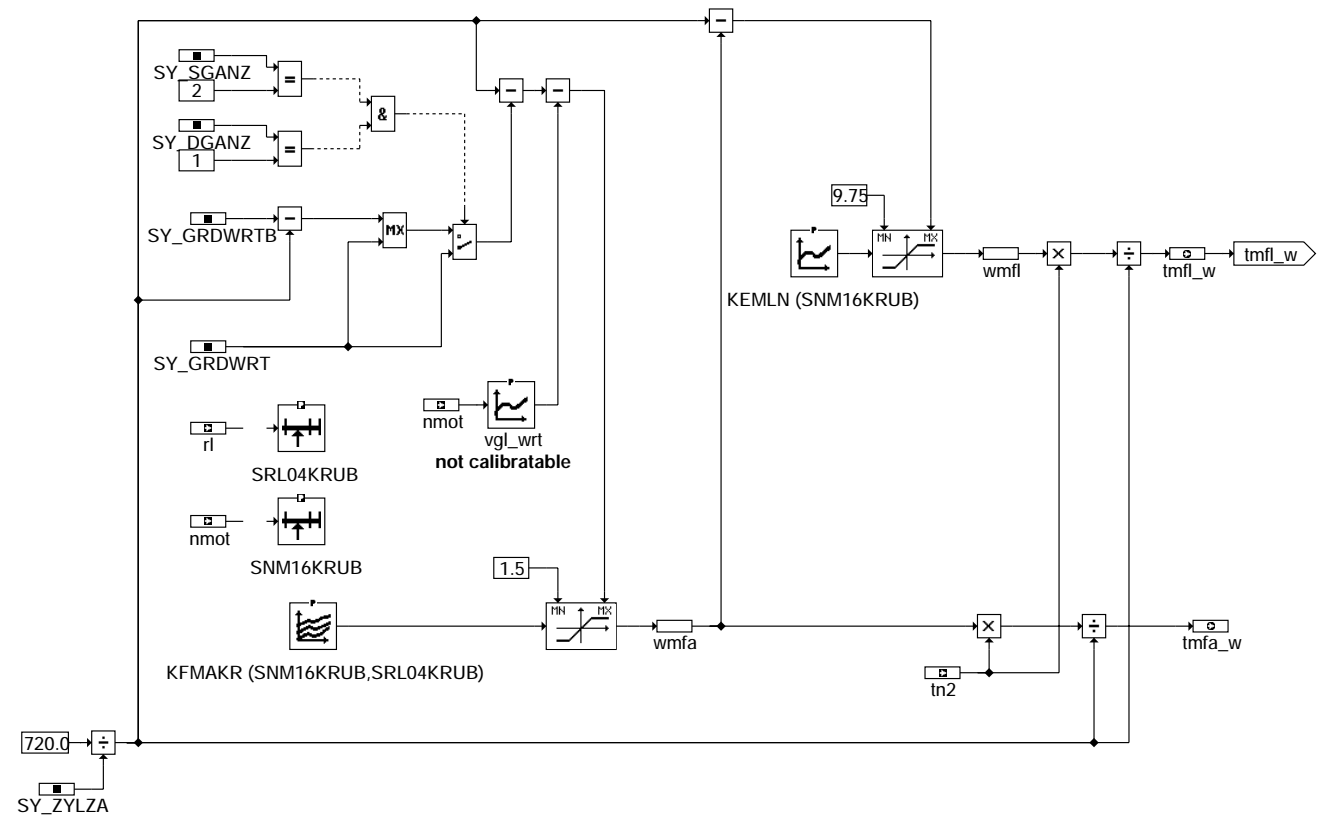 SY_SGANZ
2
=
&
SY_DGANZ
1
=
−
−
−
SY_GRDWRTB
−
MX
SY_GRDWRT
9.75
P
MN
MX
KEMLN (SNM16KRUB)
wmfl
×
÷
tmfl_w
tmfl_w
rl
P
SRL04KRUB
nmot
P
vgl_wrt
not calibratable
nmot
P
SNM16KRUB
1.5
P
MN
MX
KFMAKR (SNM16KRUB,SRL04KRUB)
wmfa
×
÷
tmfa_w
tn2
720.0
÷
SY_ZYLZA